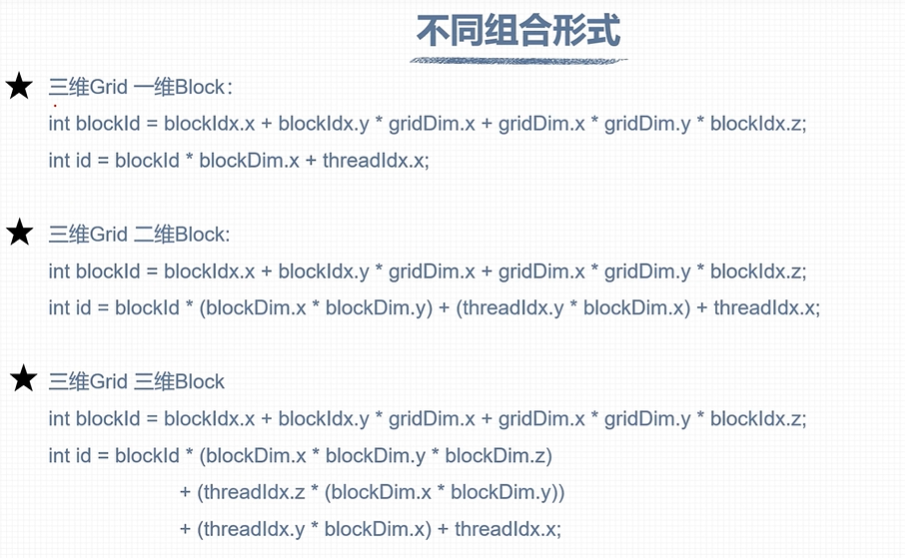 不同组合形式
★ 三维Grid 一维Block：
int blockId = blockIdx.x + blockIdx.y * gridDim.x + gridDim.x * gridDim.y * blockIdx.z;
int id = blockId * blockDim.x + threadIdx.x;
★ 三维Grid 二维Block:
int blockId = blockIdx.x + blockIdx.y * gridDim.x + gridDim.x * gridDim.y * blockIdx.z;
int id = blockId * (blockDim.x * blockDim.y) + (threadIdx.y * blockDim.x) + threadIdx.x;
★ 三维Grid 三维Block
int blockId = blockIdx.x + blockIdx.y * gridDim.x + gridDim.x * gridDim.y * blockIdx.z;
int id = blockId * (blockDim.x * blockDim.y * blockDim.z)
+ (threadIdx.z * (blockDim.x * blockDim.y))
+ (threadIdx.y * blockDim.x) + threadIdx.x;